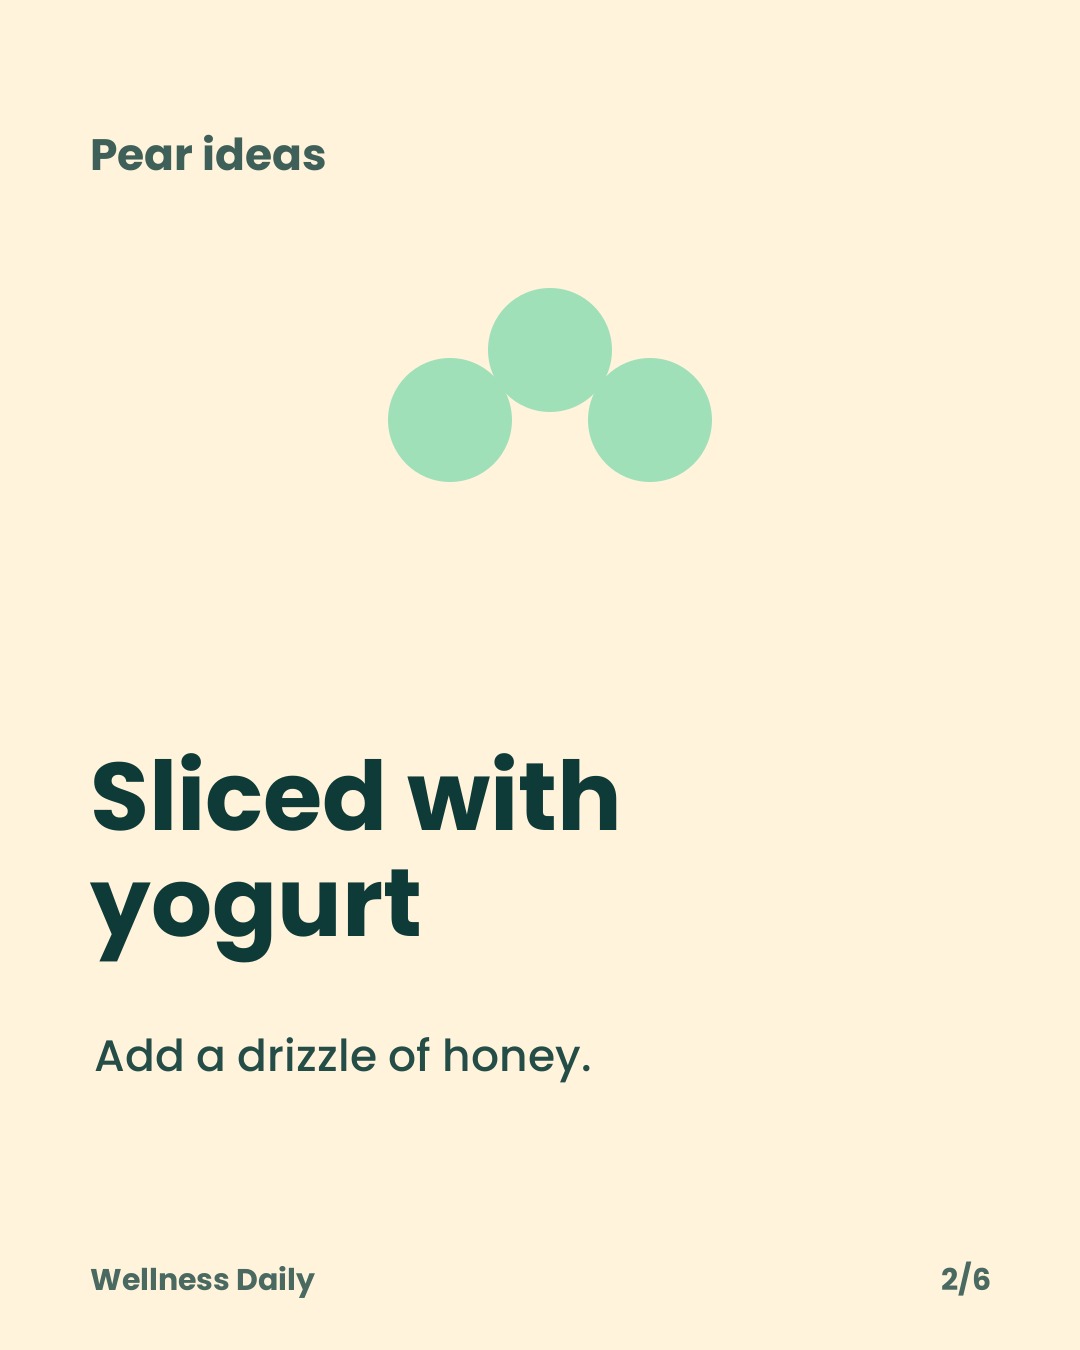 Pear ideas
Sliced with
yogurt
Add a drizzle of honey.
Wellness Daily
2/6